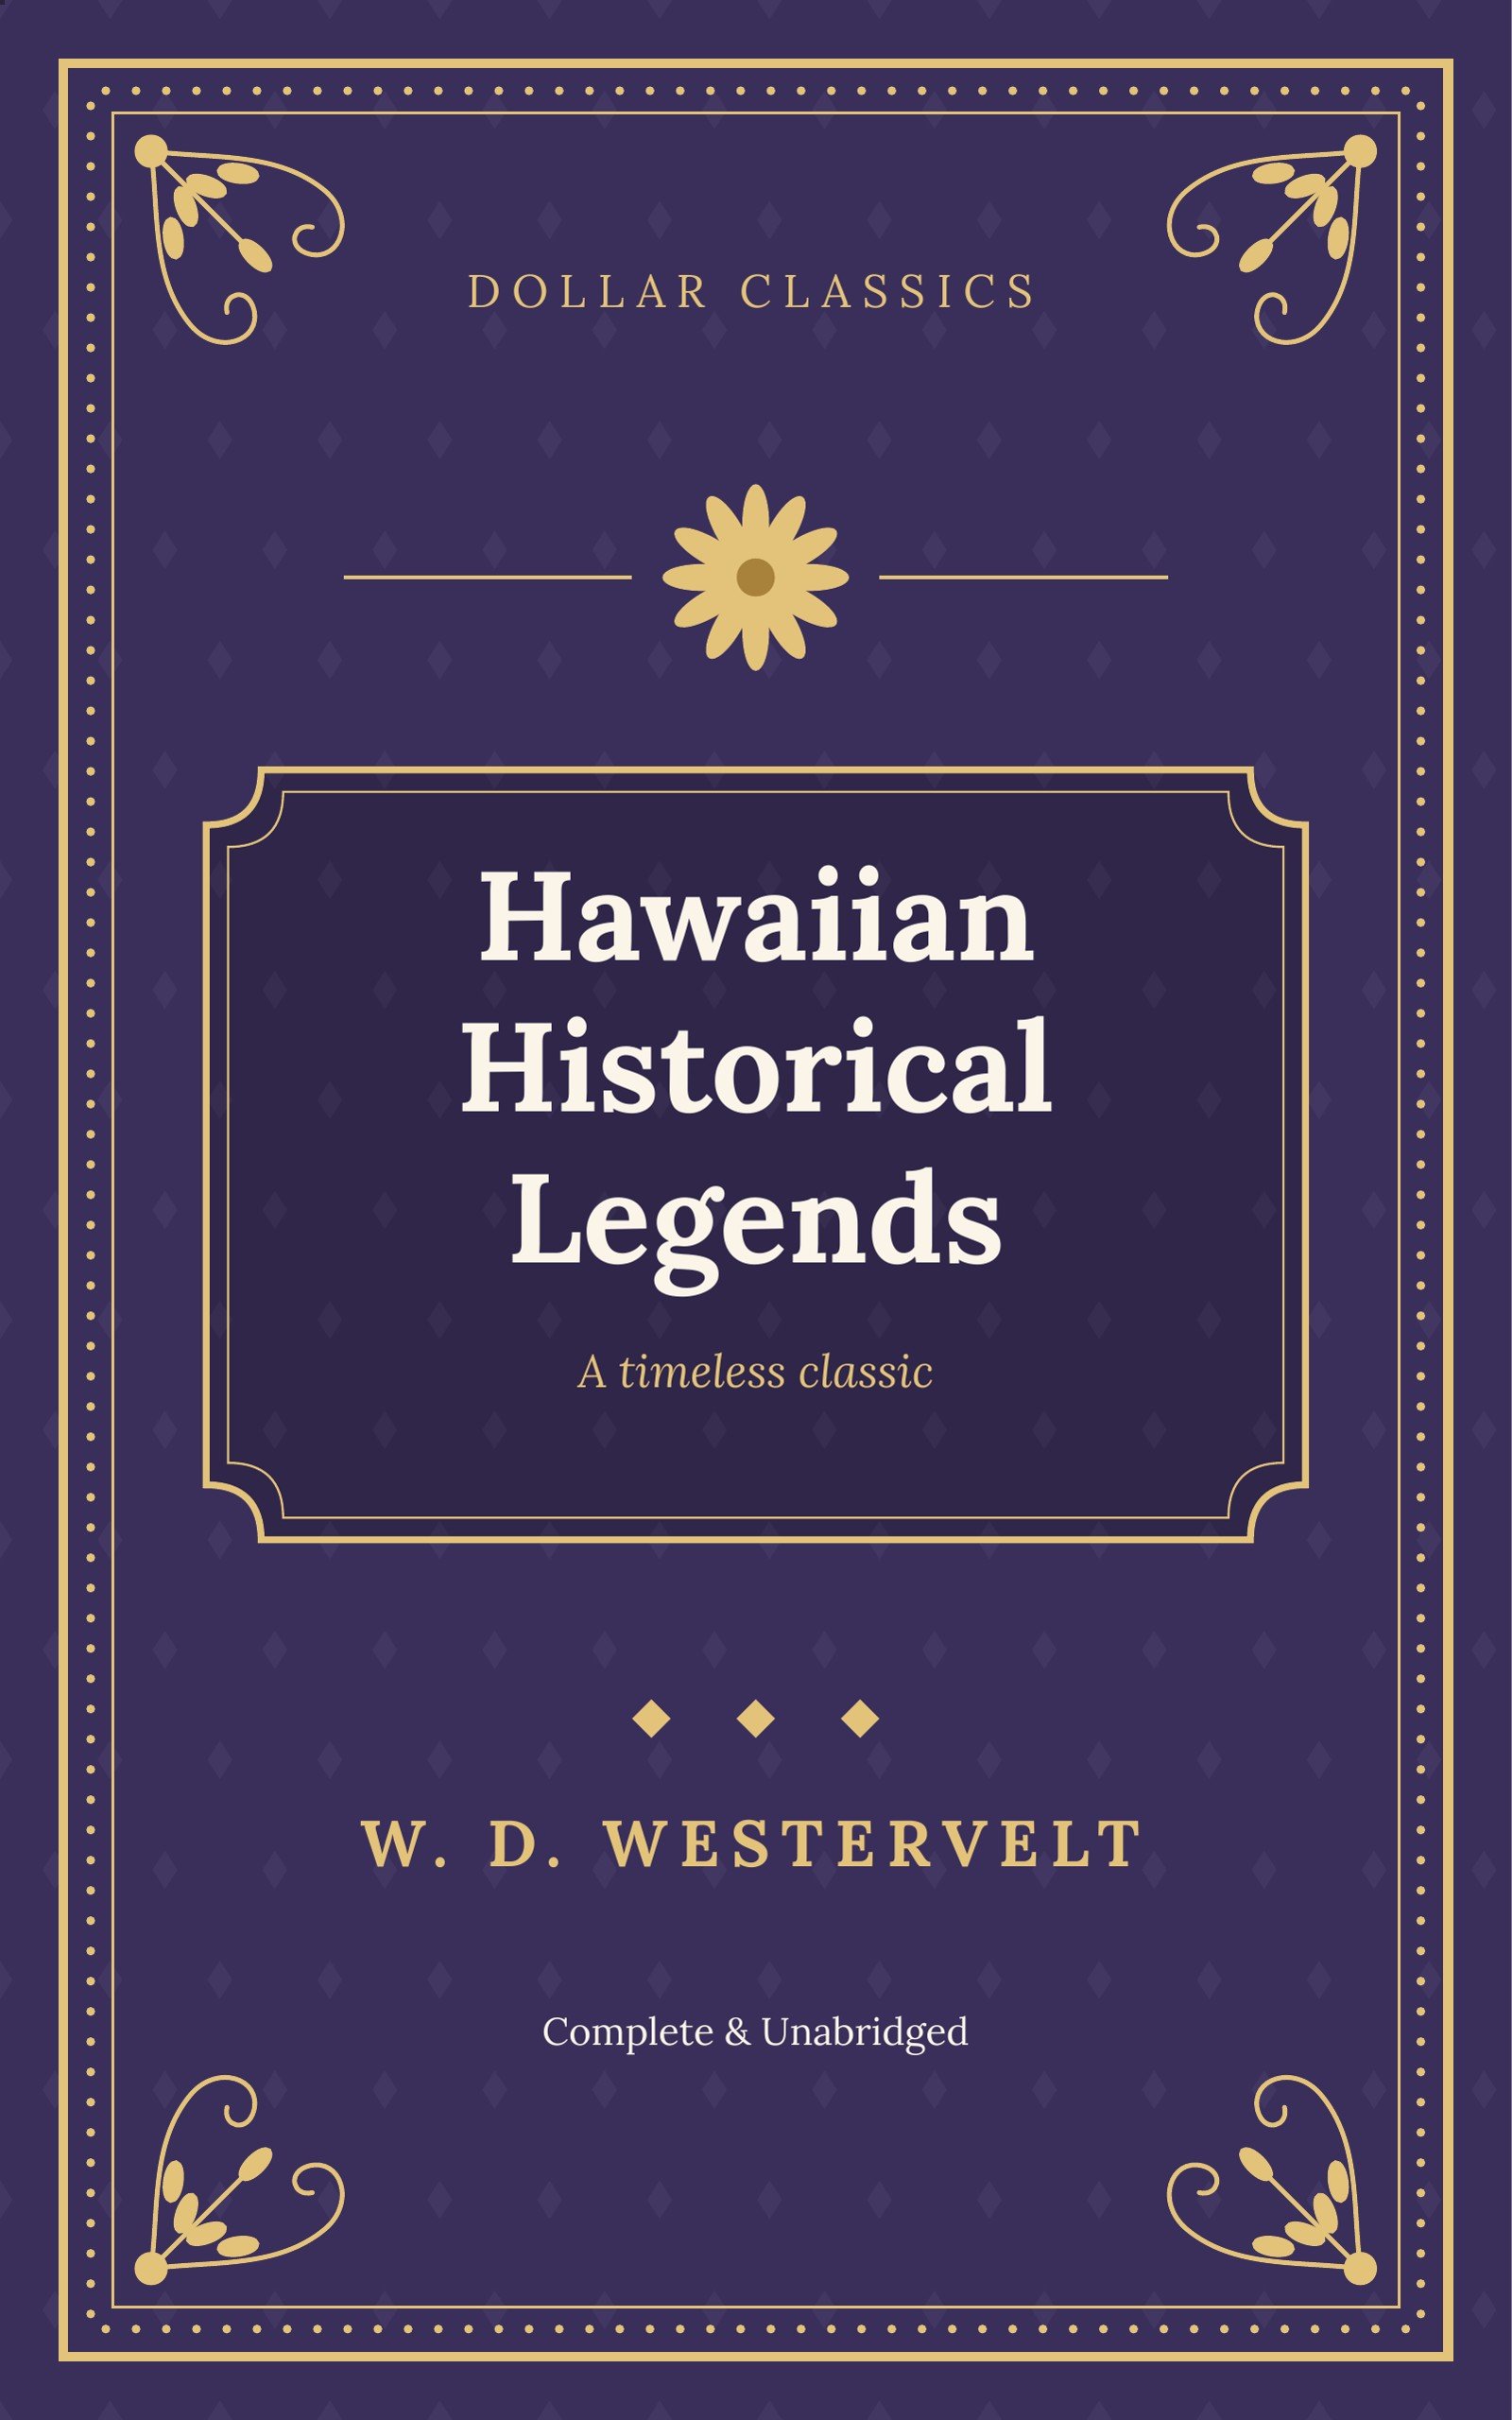 DOLLAR CLASSICS
Hawaiian
Historical
Legends
A timeless classic
W. D. WESTERVELT
Complete & Unabridged